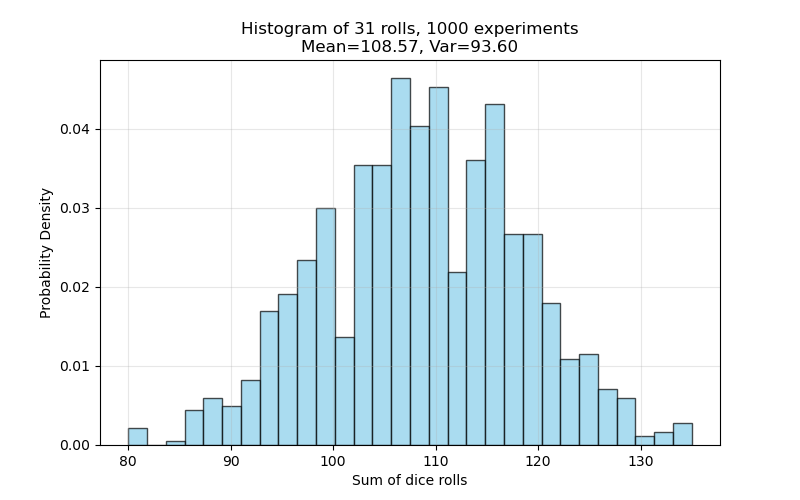 Histogram of 31 rolls, 1000 experiments
Mean=108.57, Var=93.60
Probability Density
0.04
0.03
0.02
0.01
0.00
80 90 100 110 120 130
Sum of dice rolls